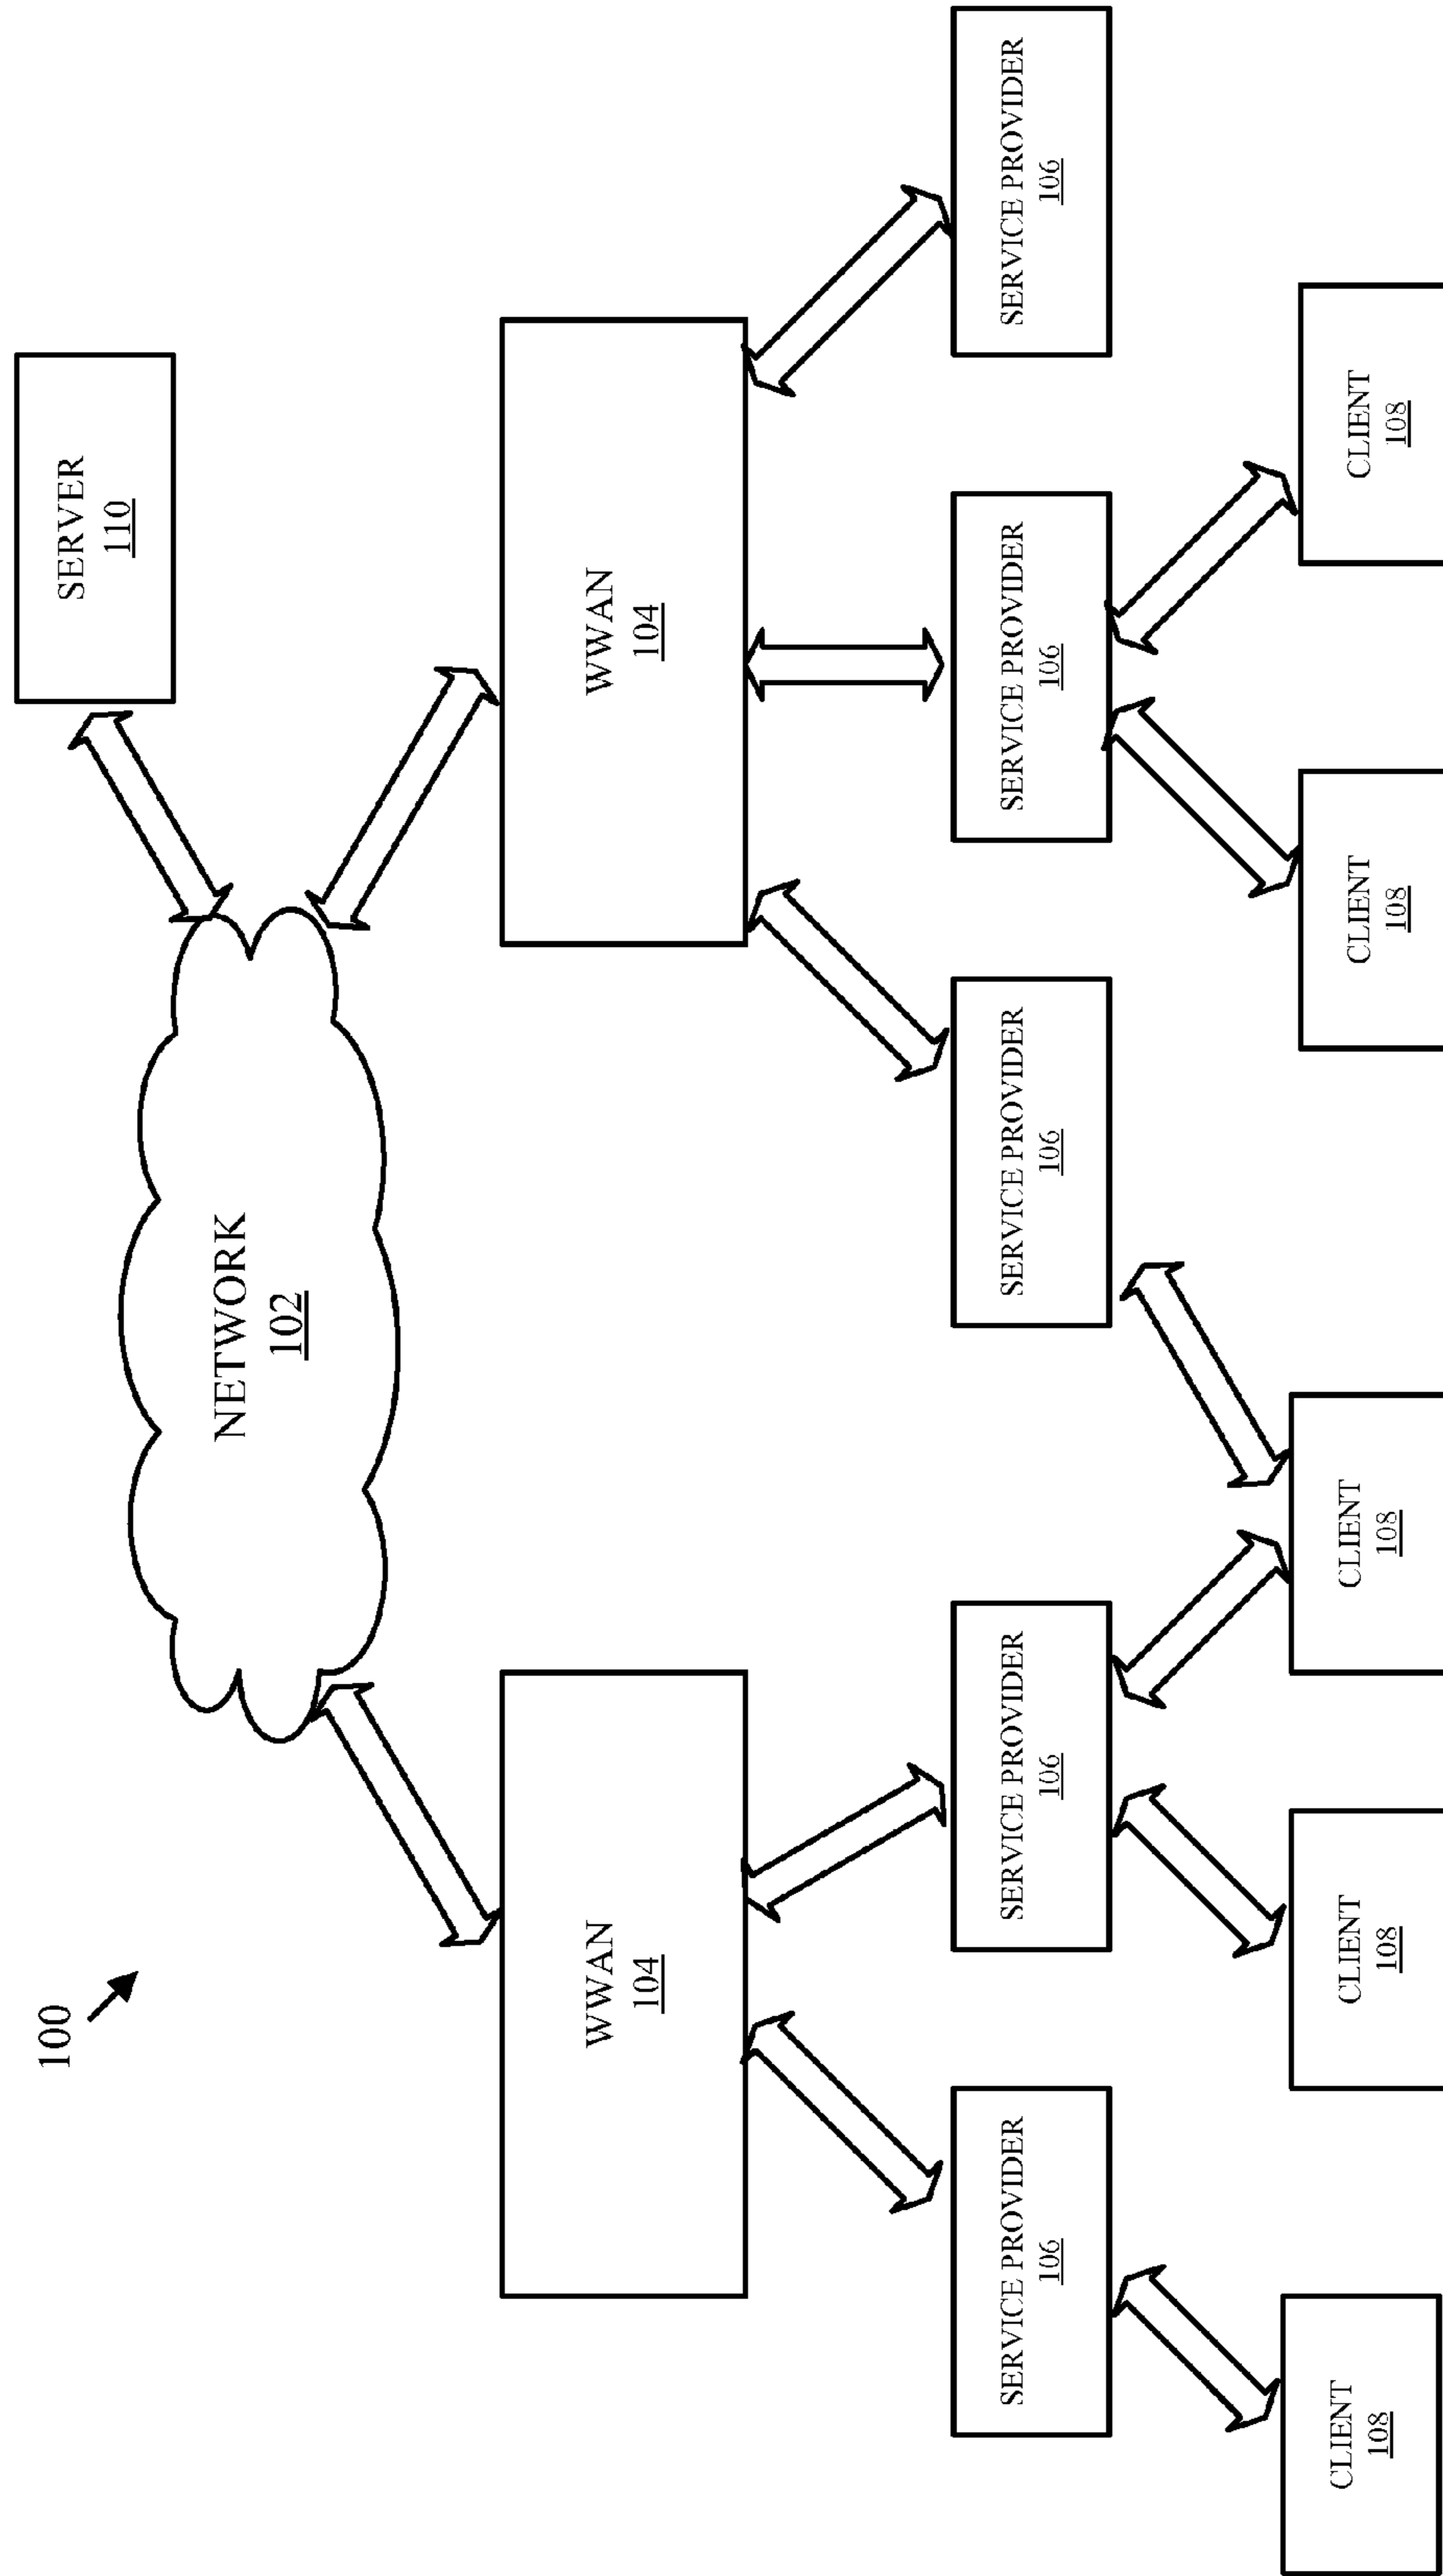 100
SERVER
110
NETWORK
102
WWAN
104
WWAN
104
SERVICE PROVIDER
106
SERVICE PROVIDER
106
SERVICE PROVIDER
106
SERVICE PROVIDER
106
SERVICE PROVIDER
106
CLIENT
108
CLIENT
108
CLIENT
108
CLIENT
108
CLIENT
108